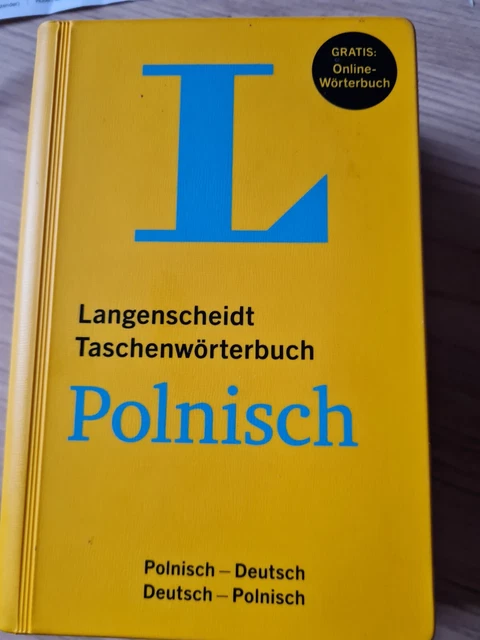 GRATIS:
Online-
Wörterbuch
L
Langenscheidt
Taschenwörterbuch
Polnisch
Polnisch – Deutsch
Deutsch – Polnisch